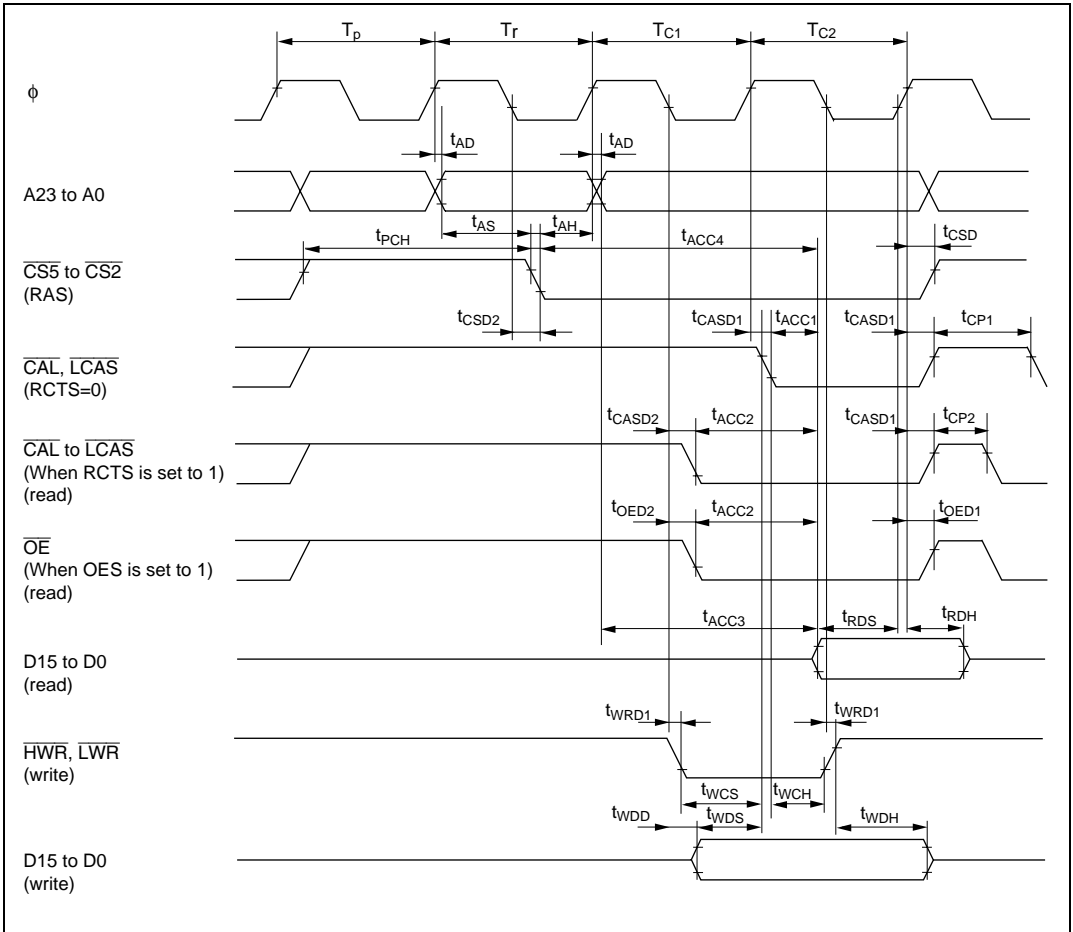 Tp Tr TC1 TC2
ϕ
tAD tAD
A23 to A0
tAS tAH
tPCH tACC4 tCSD
CS5 to CS2
(RAS)
tCSD2 tCASD1 tACC1 tCASD1 tCP1
CAL, LCAS
(RCTS=0)
tCASD2 tACC2 tCASD1 tCP2
CAL to LCAS
(When RCTS is set to 1)
(read)
tOED2 tACC2 tOED1
OE
(When OES is set to 1)
(read)
tACC3 tRDS tRDH
D15 to D0
(read)
tWRD1 tWRD1
HWR, LWR
(write)
tWCS tWCH
tWDD tWDS tWDH
D15 to D0
(write)